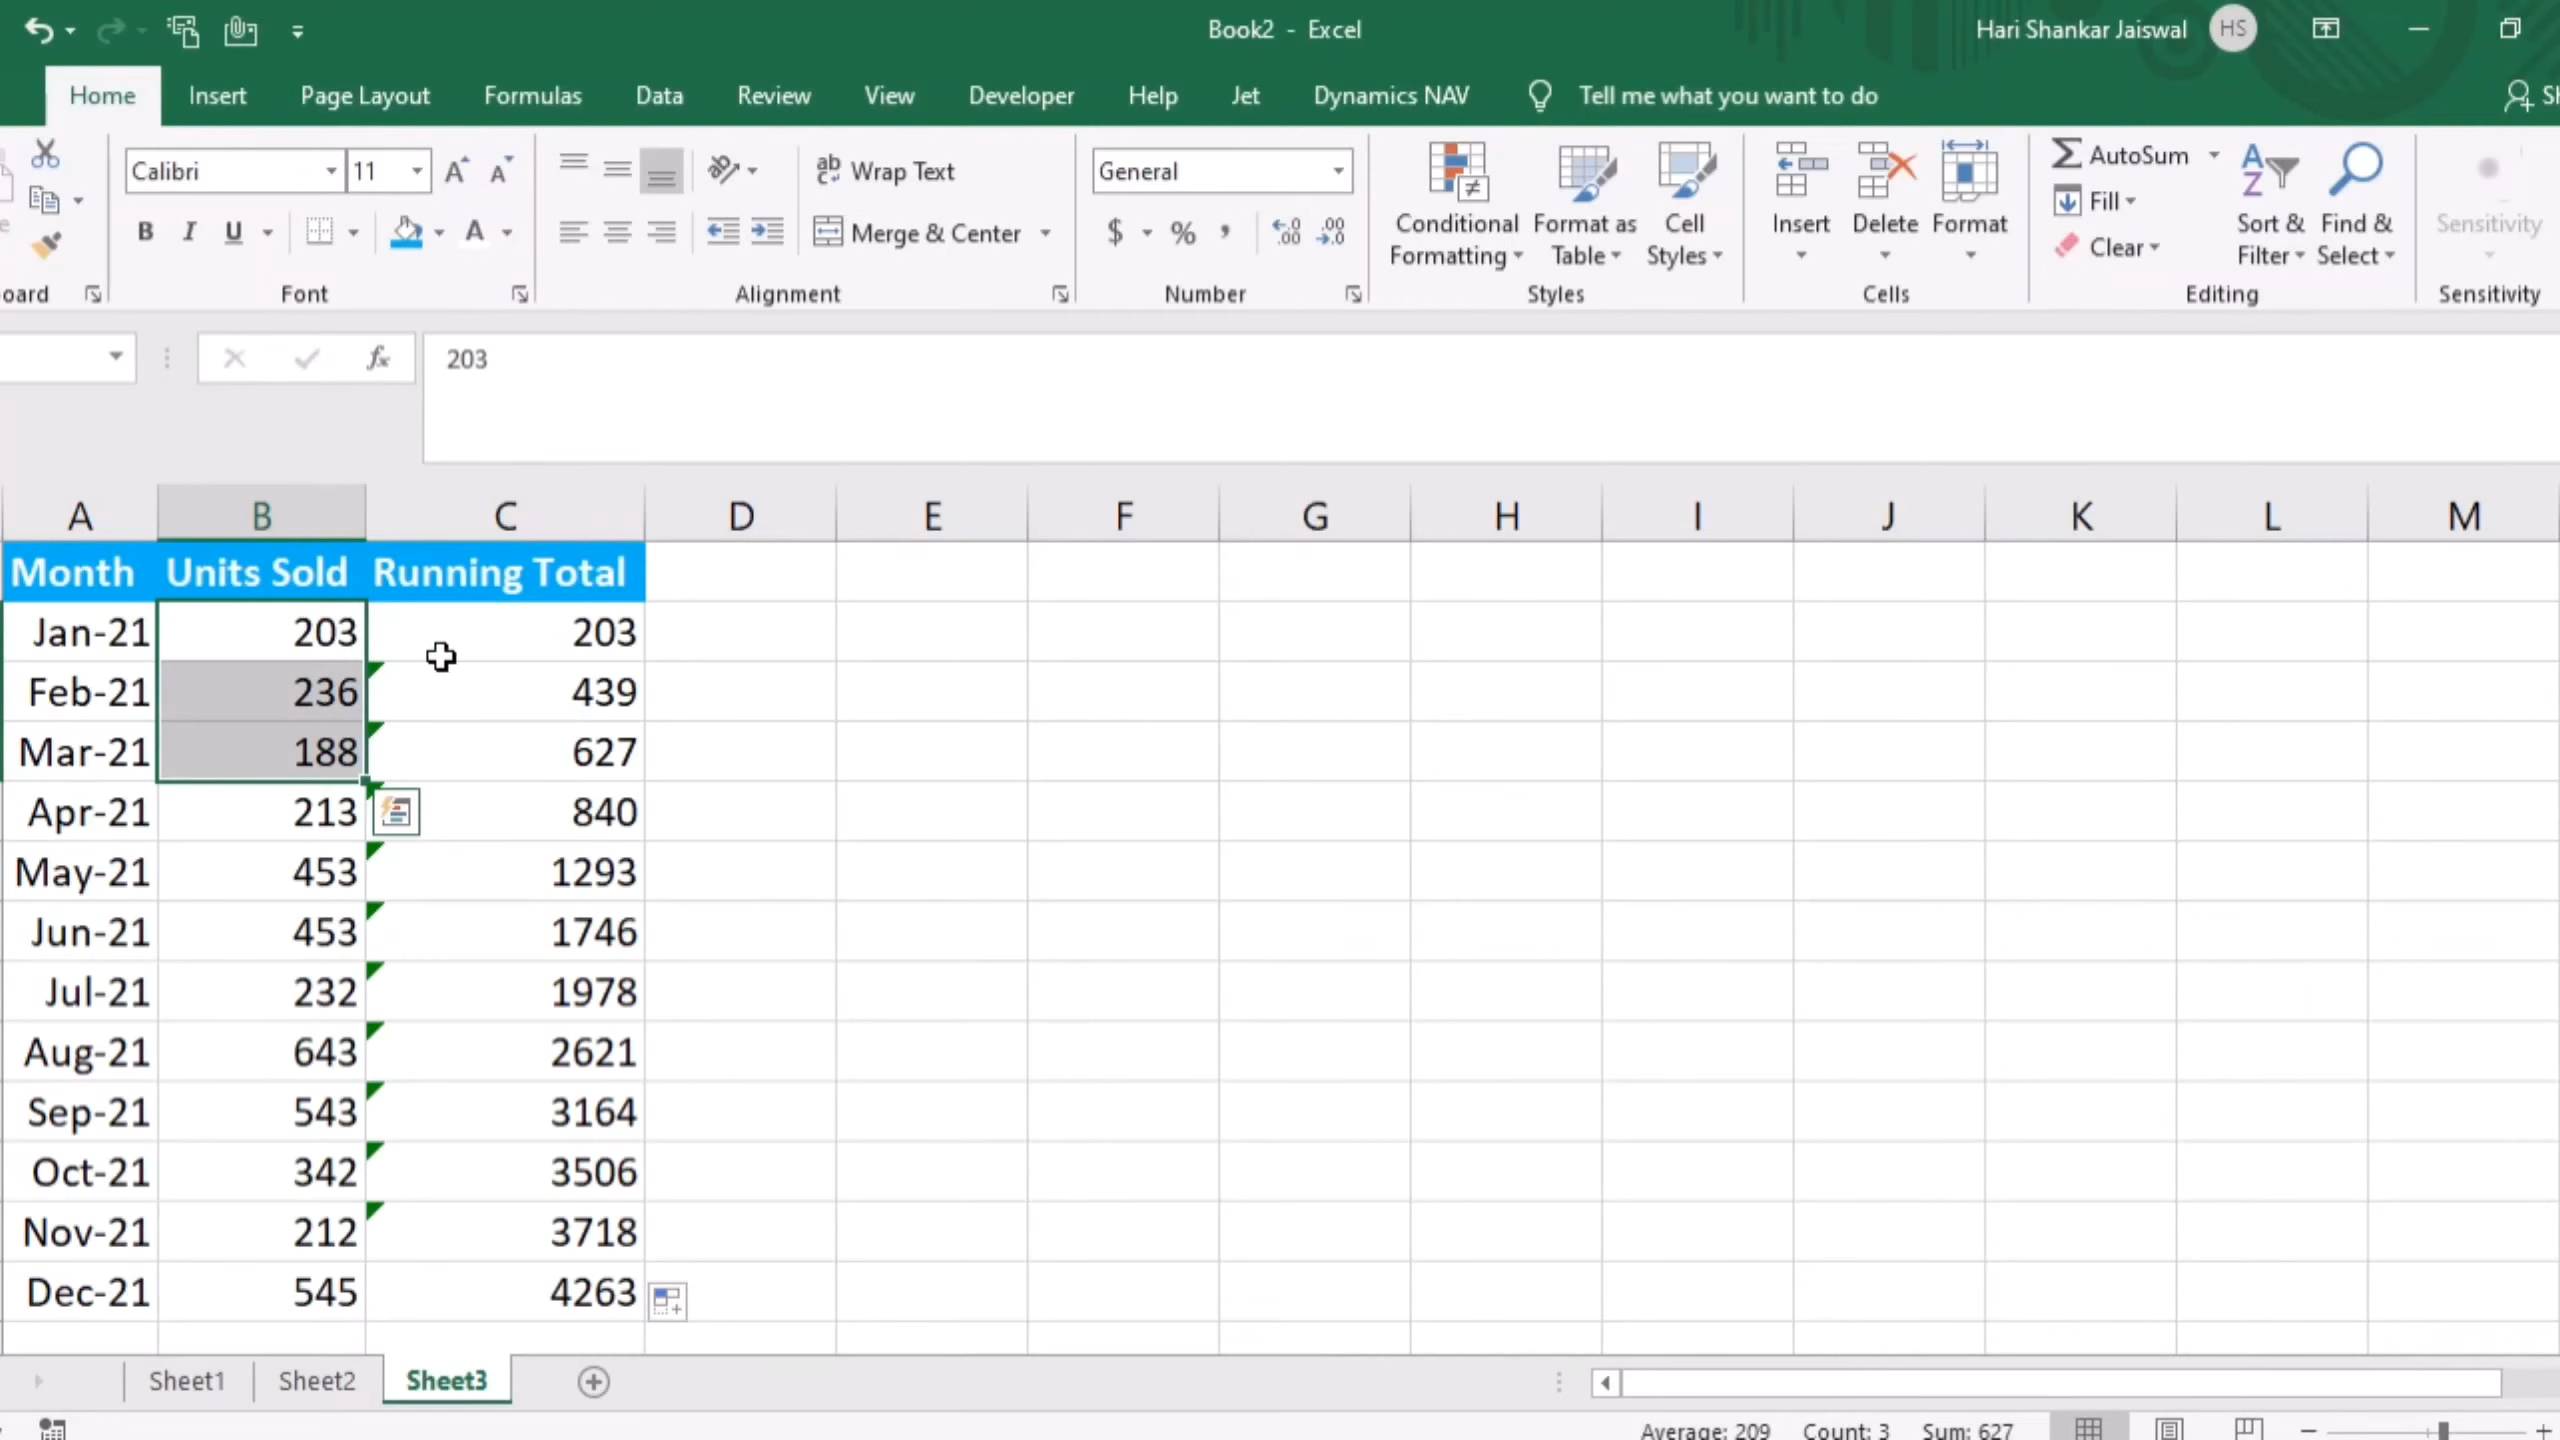 Book2 - Excel
Hari Shankar Jaiswal HS
Home Insert Page Layout Formulas Data Review View Developer Help Jet Dynamics NAV Tell me what you want to do
Calibri 11
Wrap Text
General
Conditional Formatting
Format as Table
Cell Styles
Insert Delete Format
AutoSum
Fill
Clear
Sort & Filter
Find & Select
Sensitivity
B I U
Merge & Center
$ % ,
Font Alignment Number Styles Cells Editing Sensitivity
fx 203
A B C D E F G H I J K L M
Month Units Sold Running Total
Jan-21 203 203
Feb-21 236 439
Mar-21 188 627
Apr-21 213 840
May-21 453 1293
Jun-21 453 1746
Jul-21 232 1978
Aug-21 643 2621
Sep-21 543 3164
Oct-21 342 3506
Nov-21 212 3718
Dec-21 545 4263
Sheet1 Sheet2 Sheet3
Average: 209 Count: 3 Sum: 627